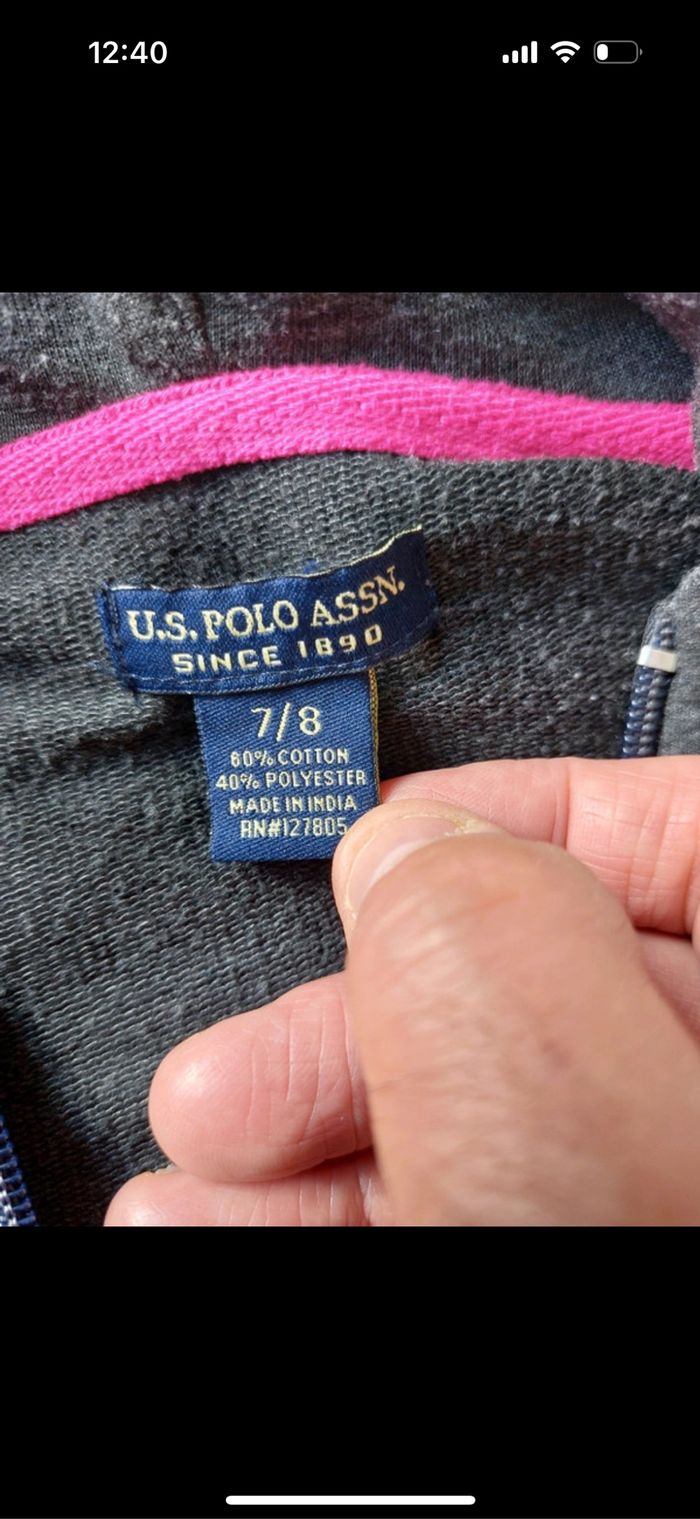 12:40
U.S. POLO ASSN.
SINCE 1890
7/8
60% COTTON
40% POLYESTER
MADE IN INDIA
RN#127805